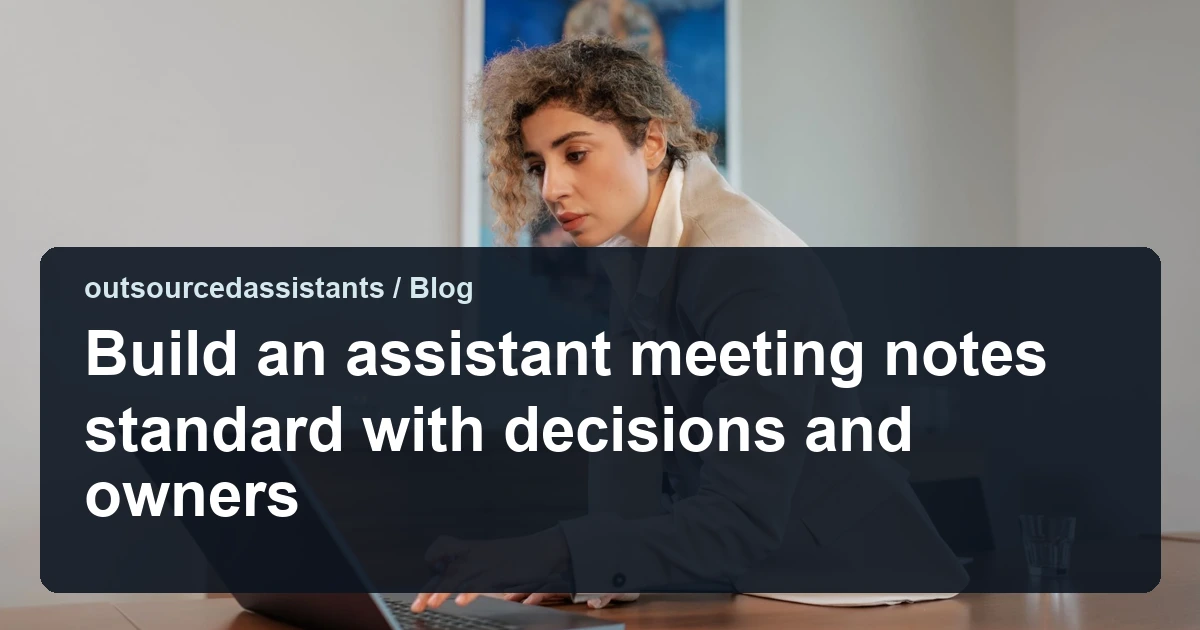 outsourcedassistants / Blog
Build an assistant meeting notes
standard with decisions and
owners